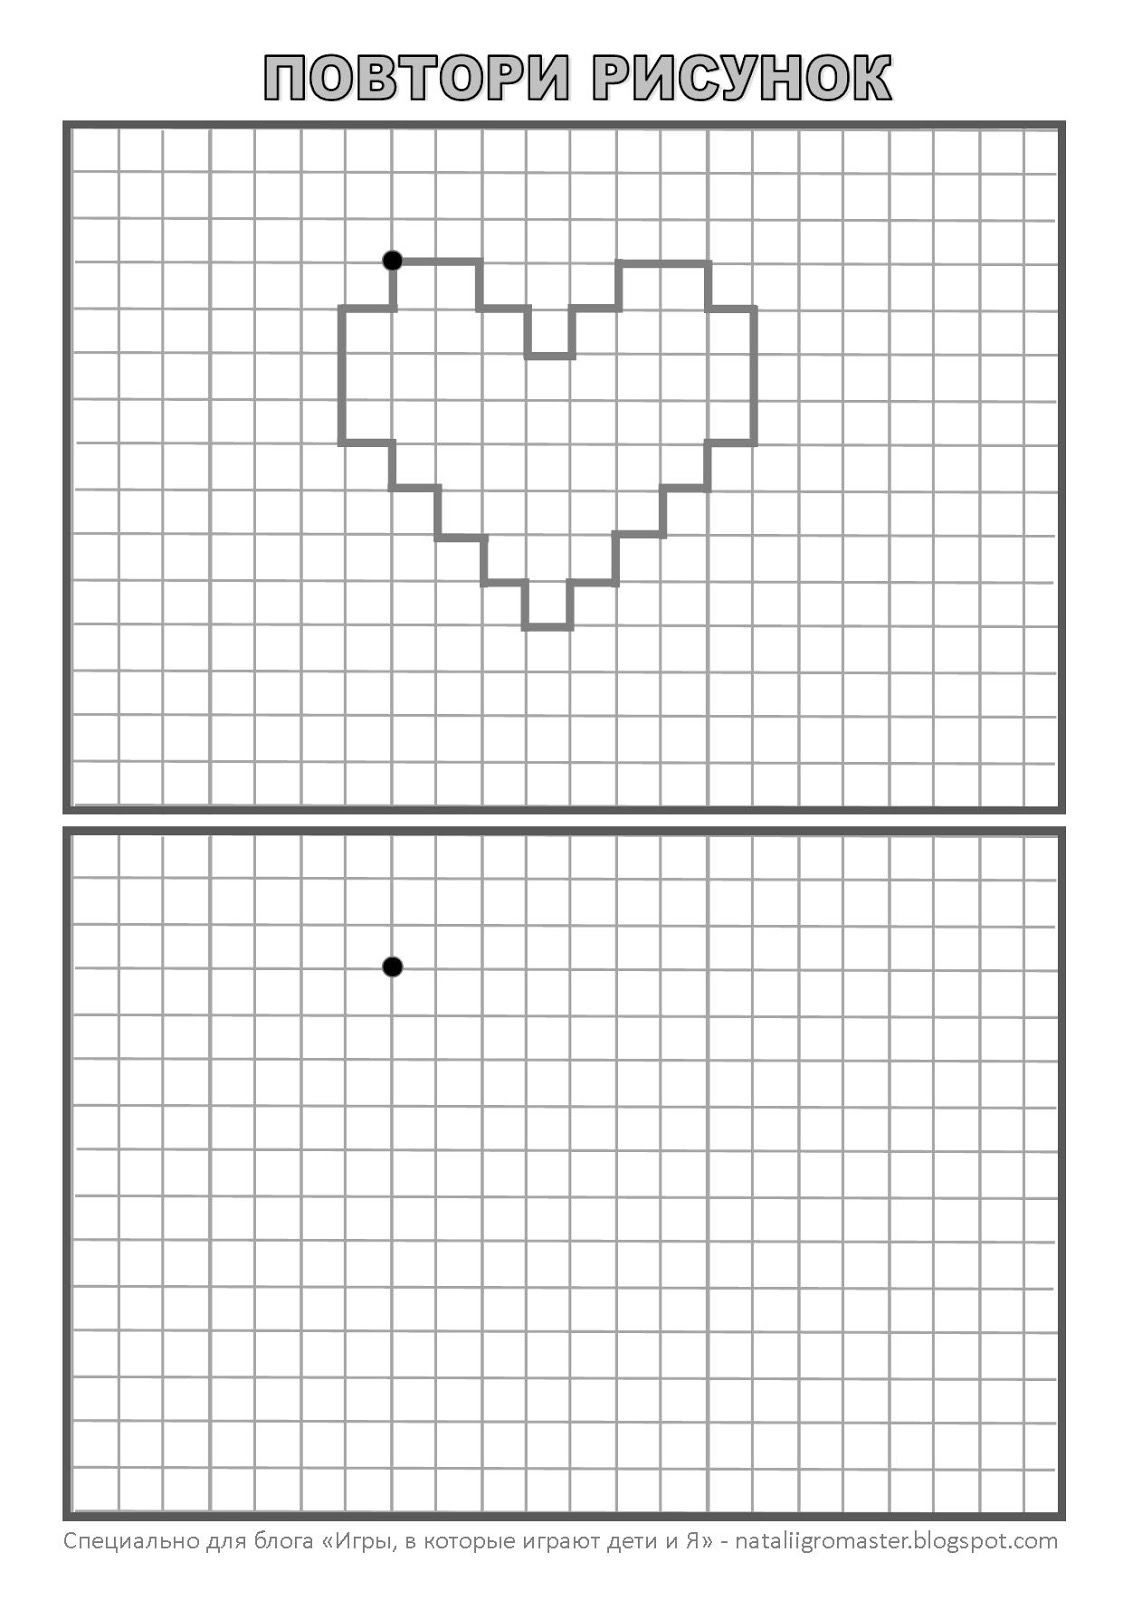 ПОВТОРИ РИСУНОК
Специально для блога «Игры, в которые играют дети и Я» - nataliigromaster.blogspot.com